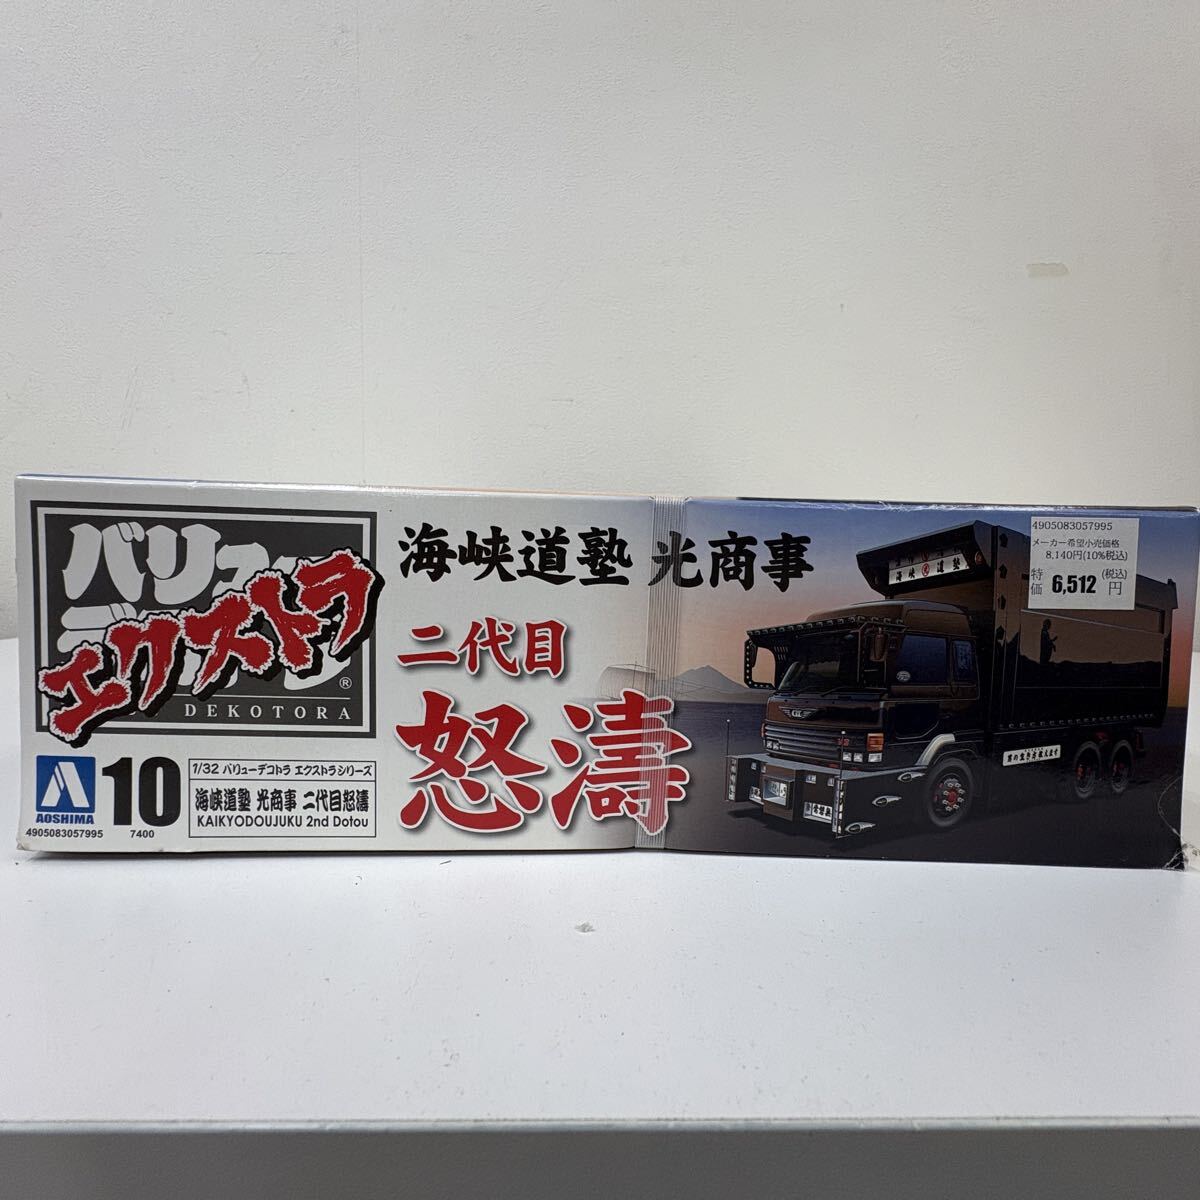 バリュー
デコトラ
エクストラ
®
DEKOTORA
AOSHIMA
4905083057995
10
7400
1/32 バリューデコトラ エクストラシリーズ
海峡道塾 光商事 二代目怒濤
KAIKYODOUJUKU 2nd Dotou
海峡道塾 光商事
二代目
怒濤
4905083057995
メーカー希望小売価格
8,140円(10%税込)
特価 6,512 (税込)円
海峡 道塾